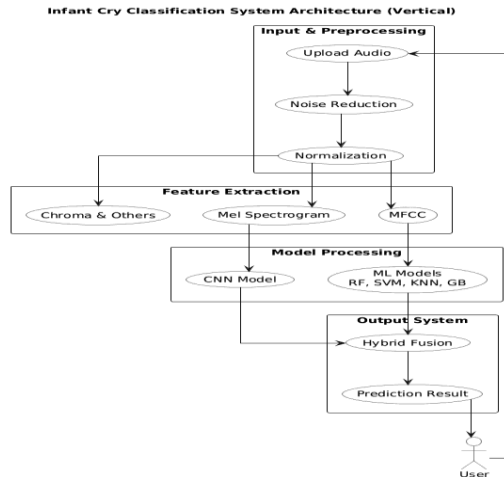 Infant Cry Classification System Architecture (Vertical)
Input & Preprocessing
Upload Audio
Noise Reduction
Normalization
Feature Extraction
Chroma & Others
Mel Spectrogram
MFCC
Model Processing
CNN Model
ML Models
RF, SVM, KNN, GB
Output System
Hybrid Fusion
Prediction Result
User